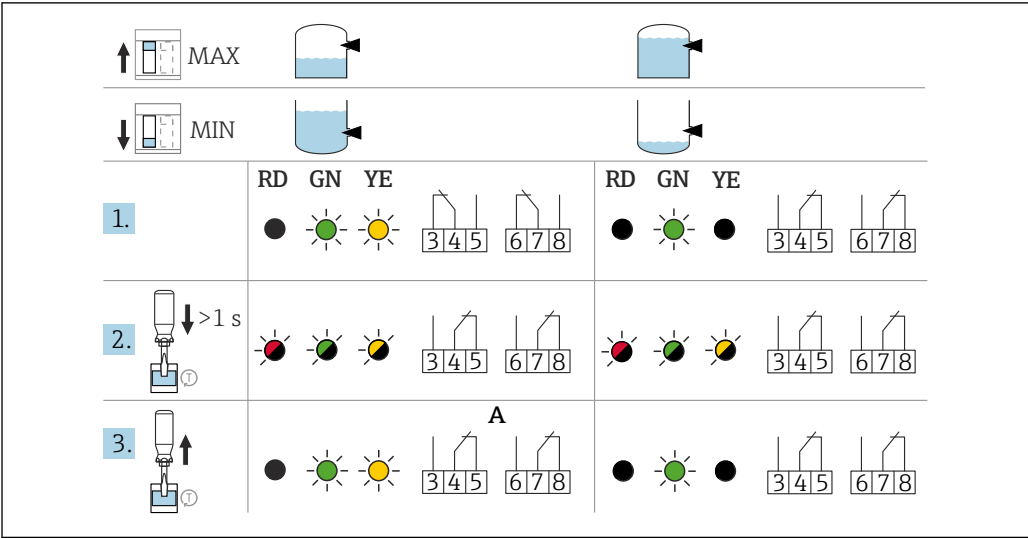 MAX
MIN
RD GN YE RD GN YE
1. 3 4 5 6 7 8 3 4 5 6 7 8
2. >1 s 3 4 5 6 7 8 3 4 5 6 7 8
T
A
3. 3 4 5 6 7 8 3 4 5 6 7 8
T